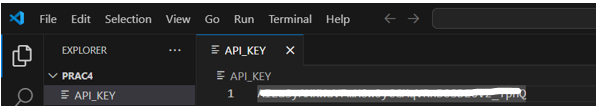 File Edit Selection View Go Run Terminal Help
EXPLORER ··· API_KEY ×
PRAC4 API_KEY
API_KEY 1